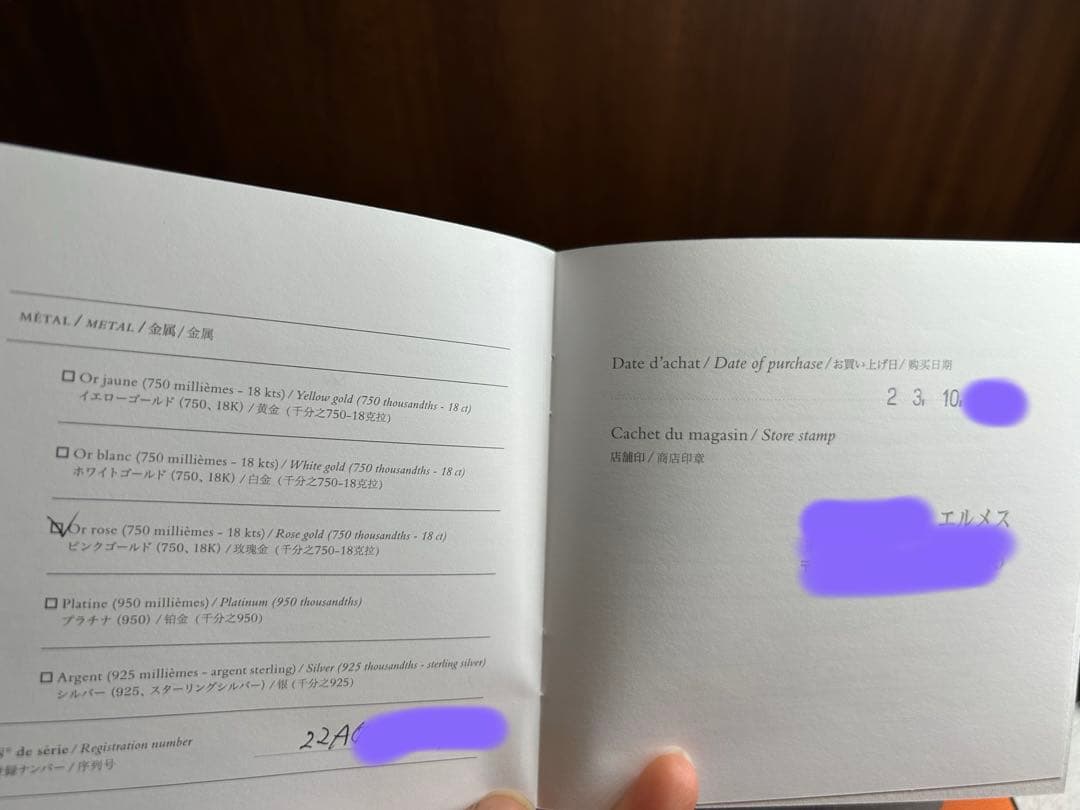 MÉTAL / METAL / 金属 / 金属
Or jaune (750 millièmes - 18 kts) / Yellow gold (750 thousandths - 18 ct)
イエローゴールド (750、18K) / 黄金 (千分之750-18克拉)
Or blanc (750 millièmes - 18 kts) / White gold (750 thousandths - 18 ct)
ホワイトゴールド (750、18K) / 白金 (千分之750-18克拉)
Or rose (750 millièmes - 18 kts) / Rose gold (750 thousandths - 18 ct)
ピンクゴールド (750、18K) / 玫瑰金 (千分之750-18克拉)
Platine (950 millièmes) / Platinum (950 thousandths)
プラチナ (950) / 铂金 (千分之950)
Argent (925 millièmes - argent sterling) / Silver (925 thousandths - sterling silver)
シルバー (925、スターリングシルバー) / 银 (千分之925)
de série / Registration number
録ナンバー / 序列号
22A
Date d'achat / Date of purchase / お買い上げ日 / 购买日期
2 3. 10.
Cachet du magasin / Store stamp
店舗印 / 商店印章
エルメス
〒